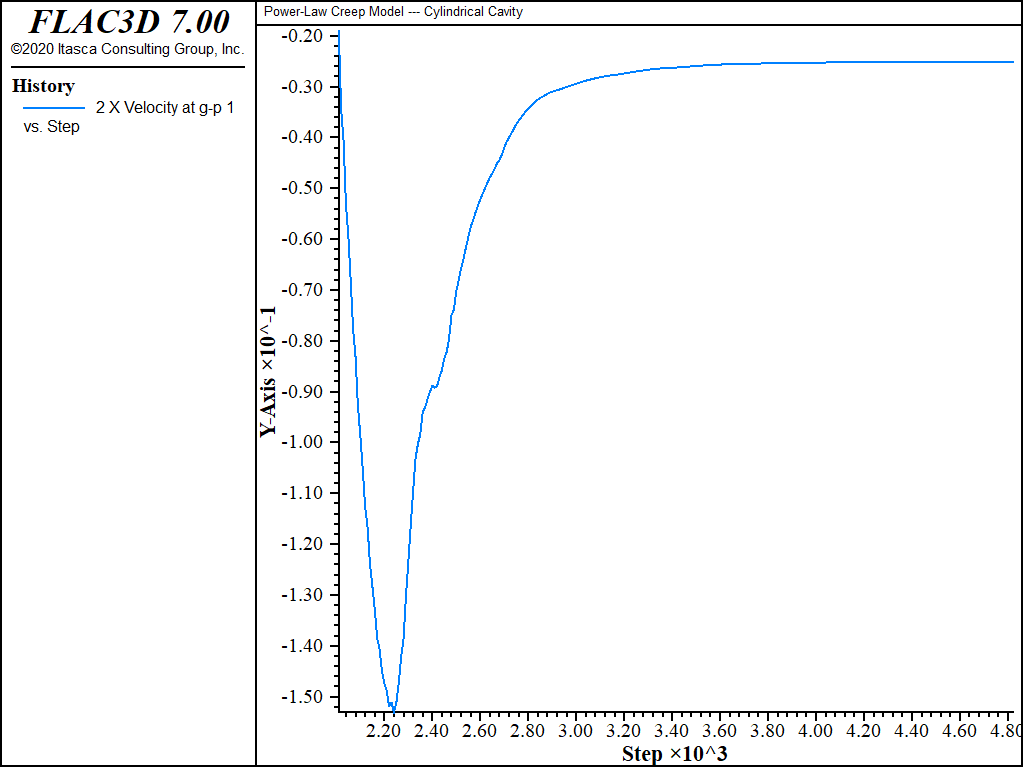 FLAC3D 7.00
©2020 Itasca Consulting Group, Inc.
History
2 X Velocity at g-p 1
vs. Step
Power-Law Creep Model --- Cylindrical Cavity
-0.20
-0.30
-0.40
-0.50
-0.60
-0.70
-0.80
-0.90
-1.00
-1.10
-1.20
-1.30
-1.40
-1.50
Y-Axis ×10^-1
2.20 2.40 2.60 2.80 3.00 3.20 3.40 3.60 3.80 4.00 4.20 4.40 4.60 4.80
Step ×10^3